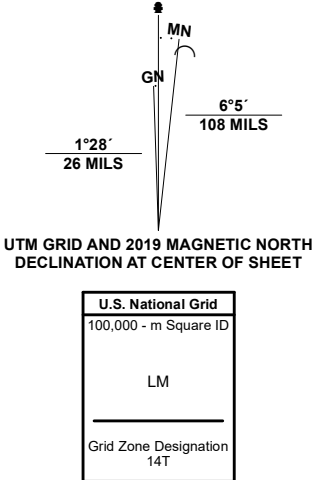 MN
GN
6°5´
108 MILS
1°28´
26 MILS
UTM GRID AND 2019 MAGNETIC NORTH
DECLINATION AT CENTER OF SHEET
U.S. National Grid
100,000 - m Square ID
LM
Grid Zone Designation
14T